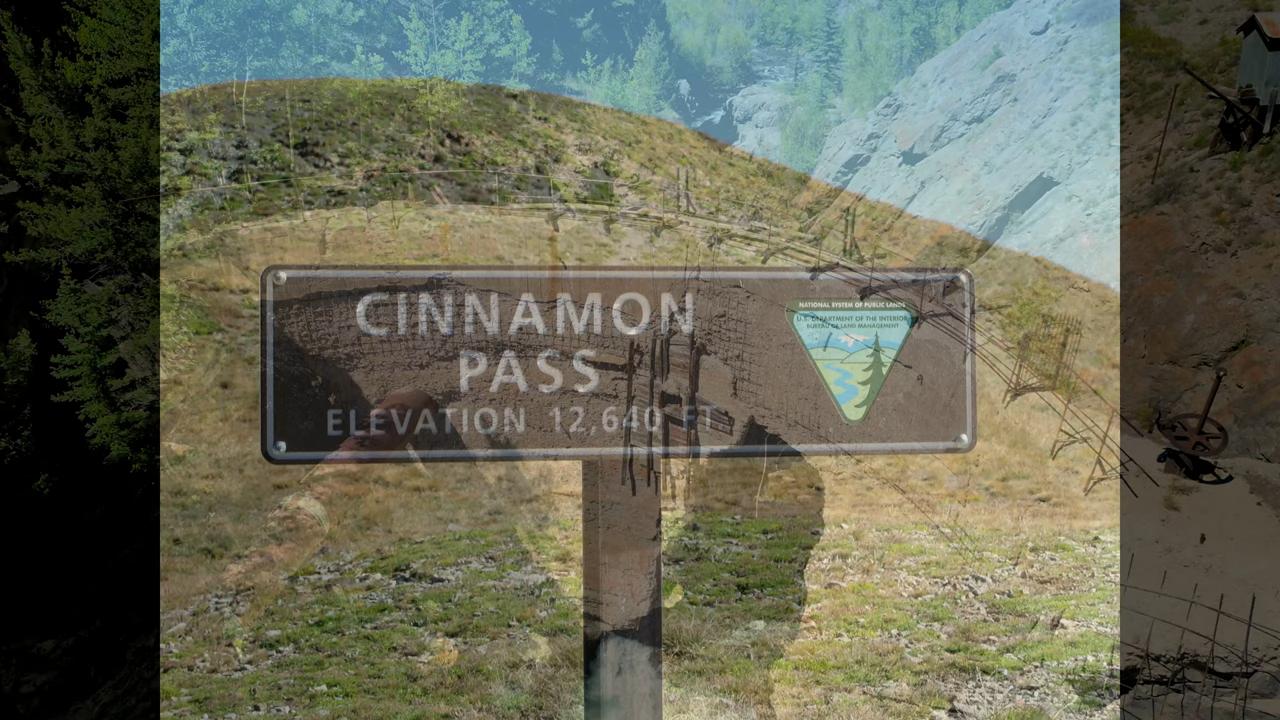 CINNAMON
PASS
ELEVATION 12,640 FT
NATIONAL SYSTEM OF PUBLIC LANDS
U.S. DEPARTMENT OF THE INTERIOR
BUREAU OF LAND MANAGEMENT